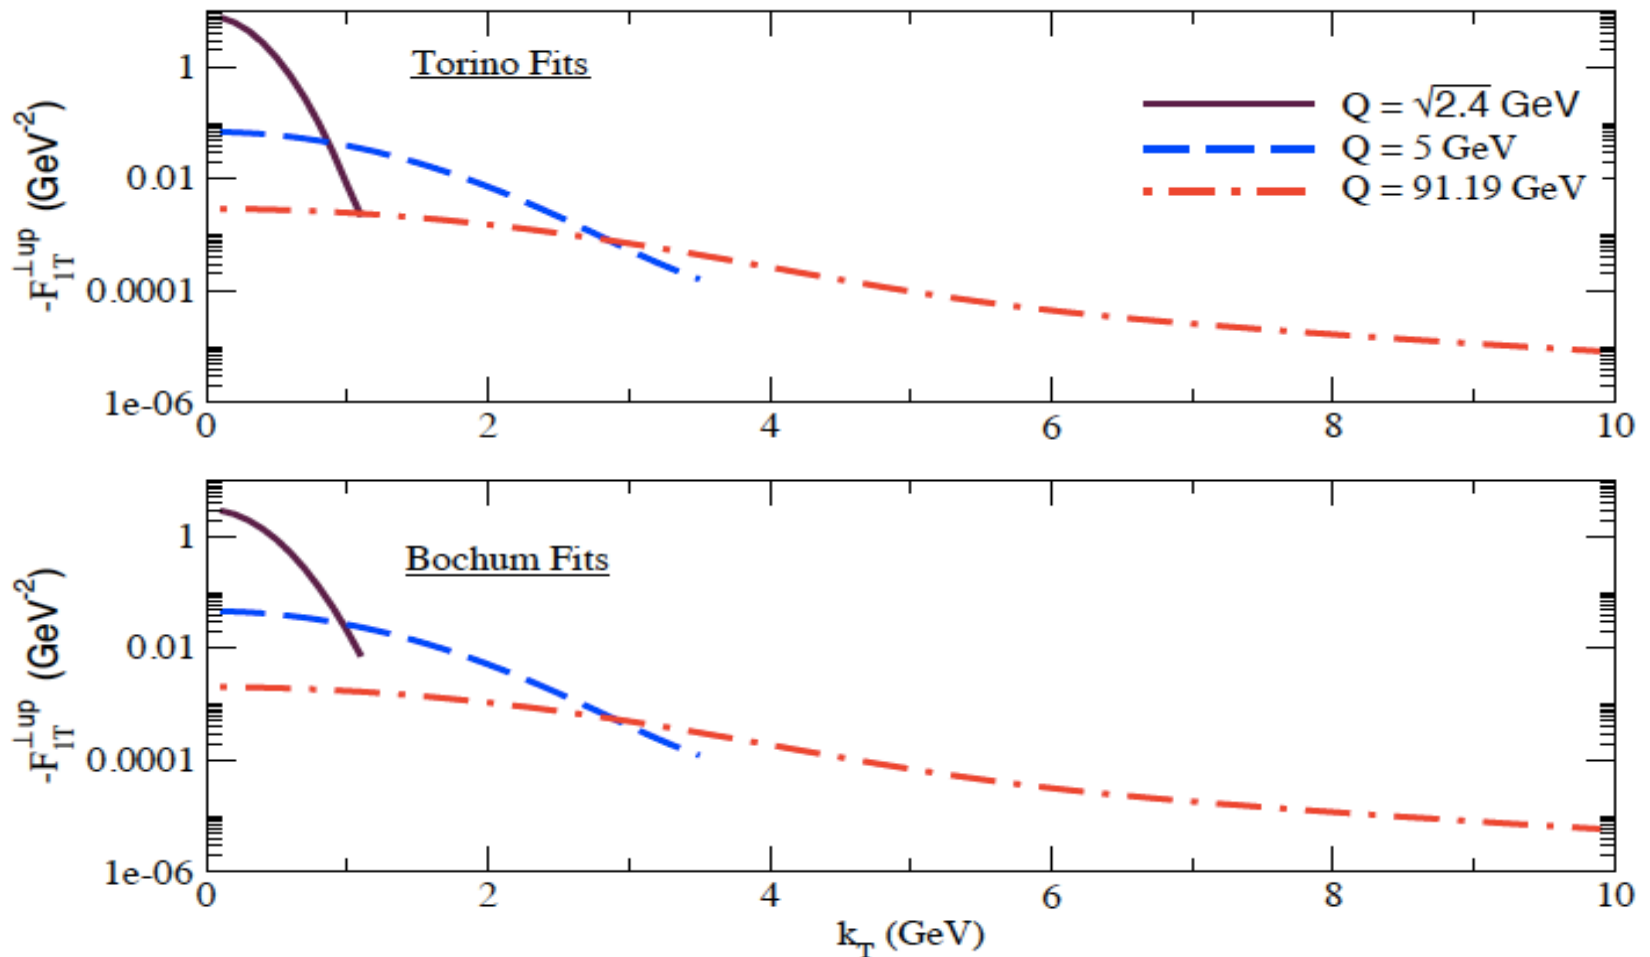 Torino Fits
Q = √2.4 GeV
Q = 5 GeV
Q = 91.19 GeV
-F₁T^⊥up (GeV⁻²)
1
0.01
0.0001
1e-06
0 2 4 6 8 10
Bochum Fits
-F₁T^⊥up (GeV⁻²)
1
0.01
0.0001
1e-06
0 2 4 6 8 10
k_T (GeV)